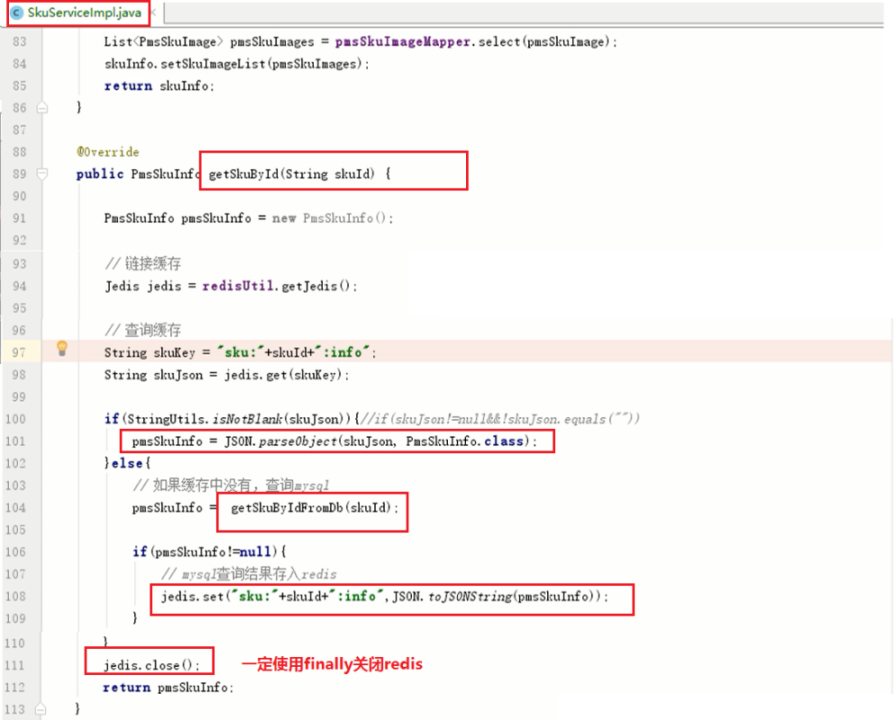 SkuServiceImpl.java
83 List<PmsSkuImage> pmsSkuImages = pmsSkuImageMapper.select(pmsSkuImage);
84 skuInfo.setSkuImageList(pmsSkuImages);
85 return skuInfo;
86 }
87
88 @Override
89 public PmsSkuInfo getSkuById(String skuId) {
90
91 PmsSkuInfo pmsSkuInfo = new PmsSkuInfo();
92
93 // 链接缓存
94 Jedis jedis = redisUtil.getJedis();
95
96 // 查询缓存
97 String skuKey = "sku:"+skuId+":info";
98 String skuJson = jedis.get(skuKey);
99
100 if(StringUtils.isNotBlank(skuJson)){//if(skuJson!=null&&!skuJson.equals(""))
101 pmsSkuInfo = JSON.parseObject(skuJson, PmsSkuInfo.class);
102 }else{
103 // 如果缓存中没有，查询mysql
104 pmsSkuInfo = getSkuByIdFromDb(skuId);
105
106 if(pmsSkuInfo!=null){
107 // mysql查询结果存入redis
108 jedis.set("sku:"+skuId+":info",JSON.toJSONString(pmsSkuInfo));
109 }
110 }
111 jedis.close(); 一定使用finally关闭redis
112 return pmsSkuInfo;
113 }